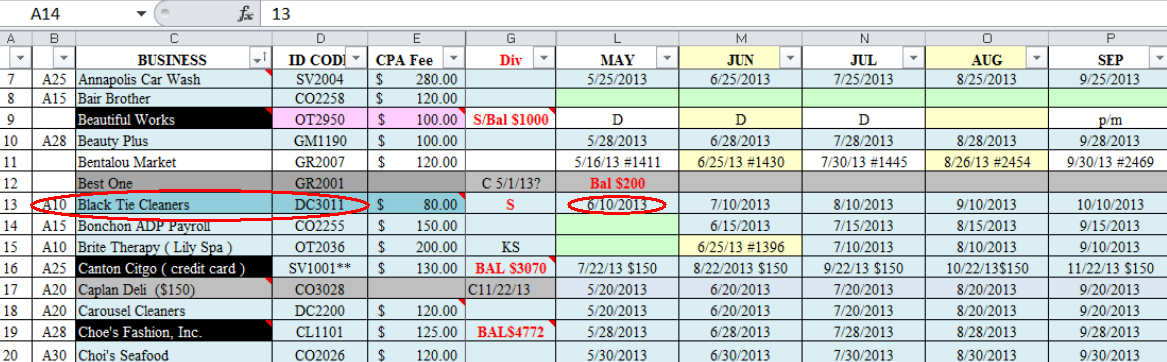 A14 fx 13
A B C D E G L M N O P
BUSINESS ID CODE CPA Fee Div MAY JUN JUL AUG SEP
7 A25 Annapolis Car Wash SV2004 $ 280.00 5/25/2013 6/25/2013 7/25/2013 8/25/2013 9/25/2013
8 A15 Bair Brother CO2258 $ 120.00
9 Beautiful Works OT2950 $ 100.00 S/Bal $1000 D D D p/m
10 A28 Beauty Plus GM1190 $ 100.00 5/28/2013 6/28/2013 7/28/2013 8/28/2013 9/28/2013
11 Bentalou Market GR2007 $ 120.00 5/16/13 #1411 6/25/13 #1430 7/30/13 #1445 8/26/13 #2454 9/30/13 #2469
12 Best One GR2001 C 5/1/13? Bal $200
13 A10 Black Tie Cleaners DC3011 $ 80.00 S 6/10/2013 7/10/2013 8/10/2013 9/10/2013 10/10/2013
14 A15 Bonchon ADP Payroll CO2255 $ 150.00 6/15/2013 7/15/2013 8/15/2013 9/15/2013
15 A10 Brite Therapy ( Lily Spa ) OT2036 $ 200.00 KS 6/25/13 #1396 7/10/2013 8/10/2013 9/10/2013
16 A25 Canton Citgo ( credit card ) SV1001** $ 130.00 BAL $3070 7/22/13 $150 8/22/2013 $150 9/22/13 $150 10/22/13$150 11/22/13 $150
17 A20 Caplan Deli ($150) CO3028 C11/22/13 5/20/2013 6/20/2013 7/20/2013 8/20/2013 9/20/2013
18 A20 Carousel Cleaners DC2200 $ 120.00 5/20/2013 6/20/2013 7/20/2013 8/20/2013 9/20/2013
19 A28 Choe's Fashion, Inc. CL1101 $ 125.00 BAL$4772 5/28/2013 6/28/2013 7/28/2013 8/28/2013 9/28/2013
20 A30 Choi's Seafood CO2026 $ 120.00 5/30/2013 6/30/2013 7/30/2013 8/30/2013 9/30/2013